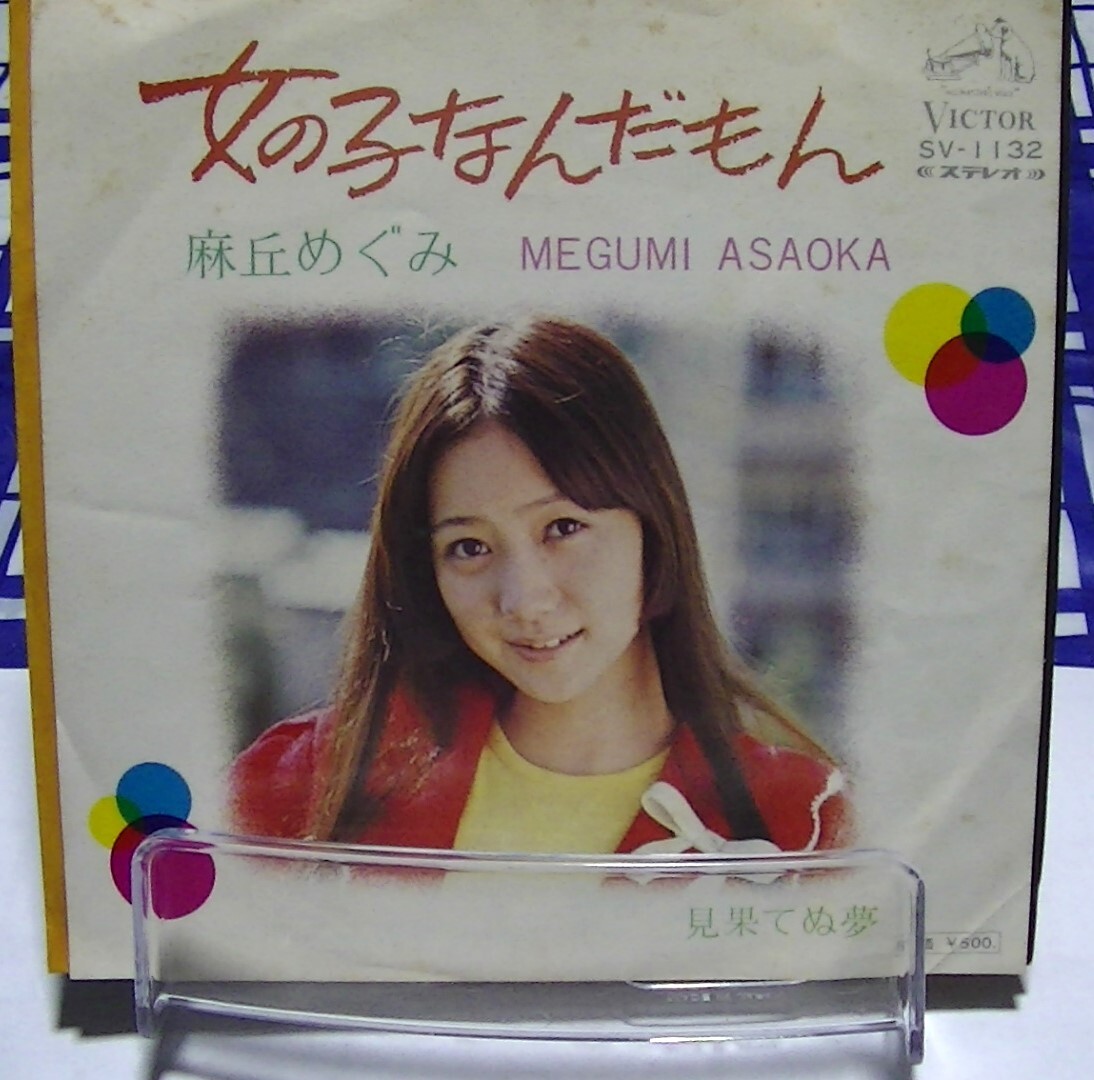 女の子なんだもん
VICTOR
SV-1132
ステレオ
麻丘めぐみ MEGUMI ASAOKA
見果てぬ夢
¥500.